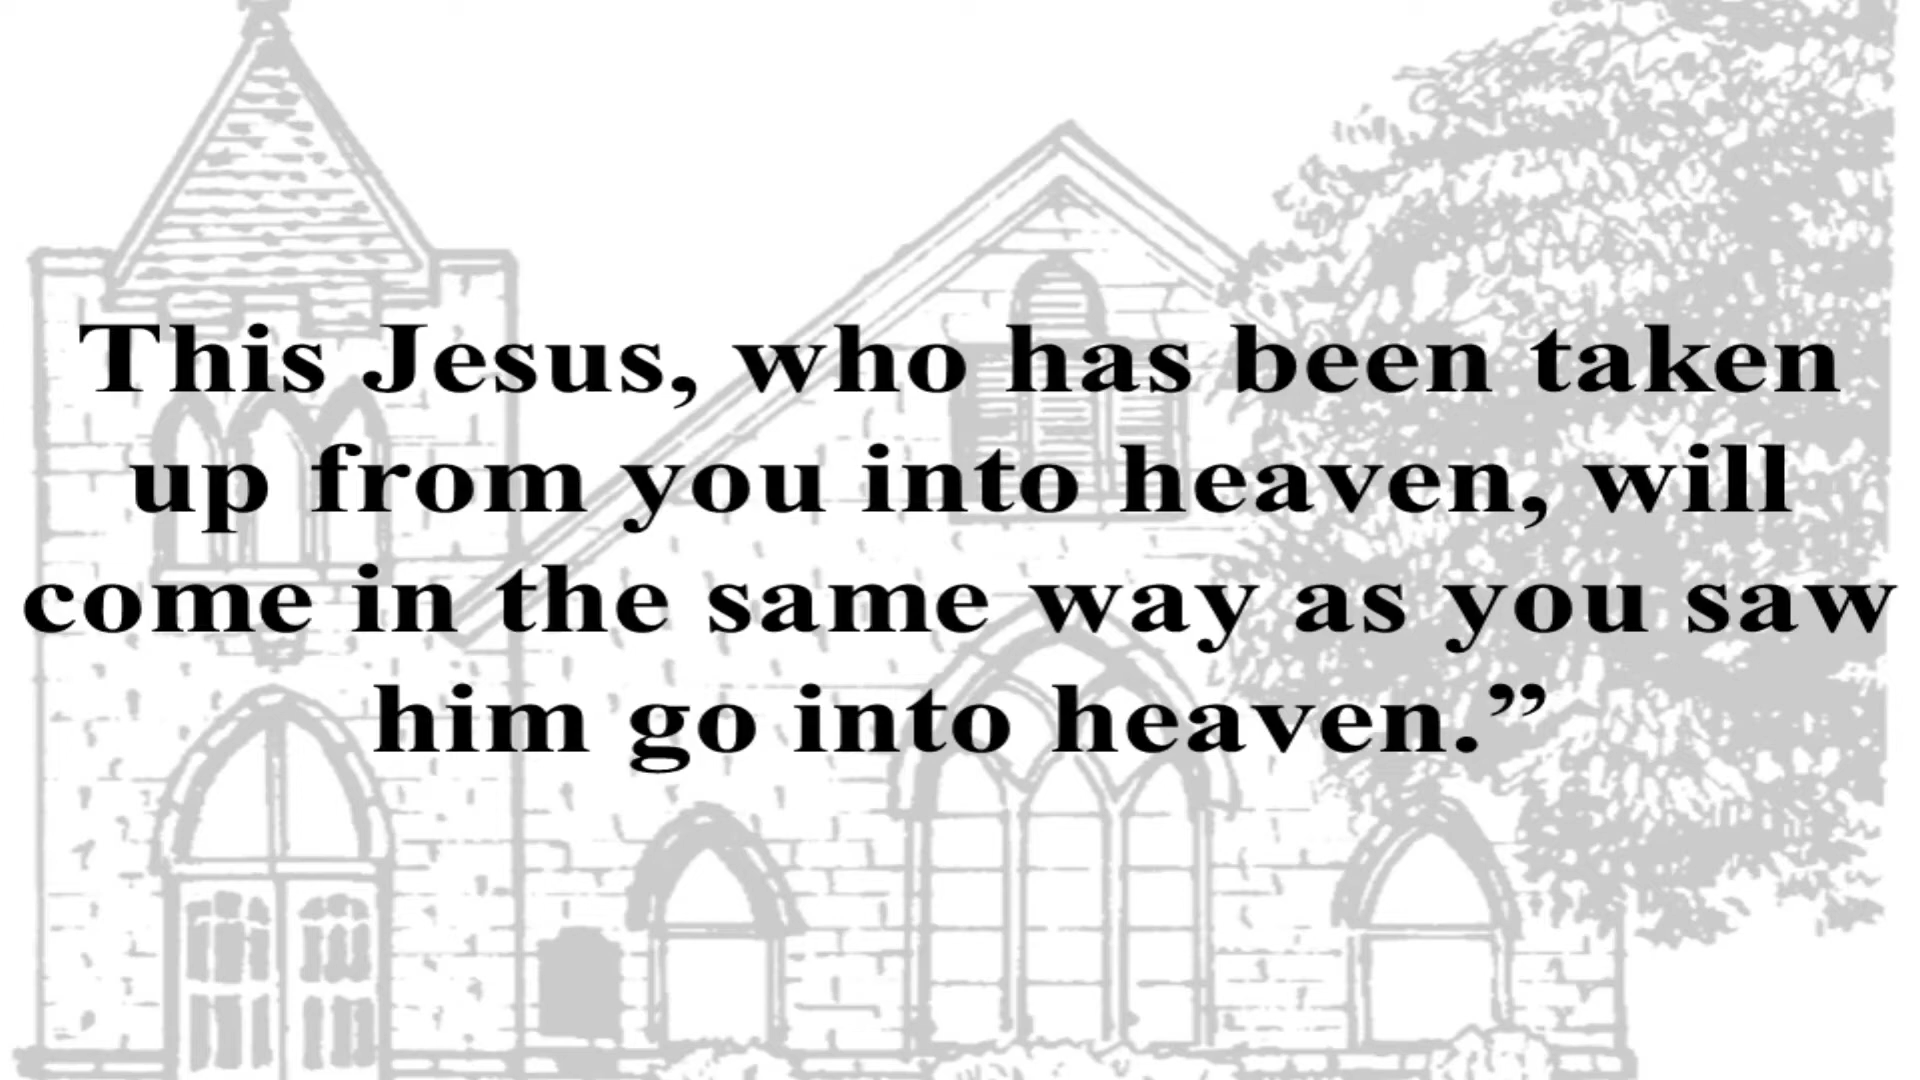 This Jesus, who has been taken
up from you into heaven, will
come in the same way as you saw
him go into heaven.”